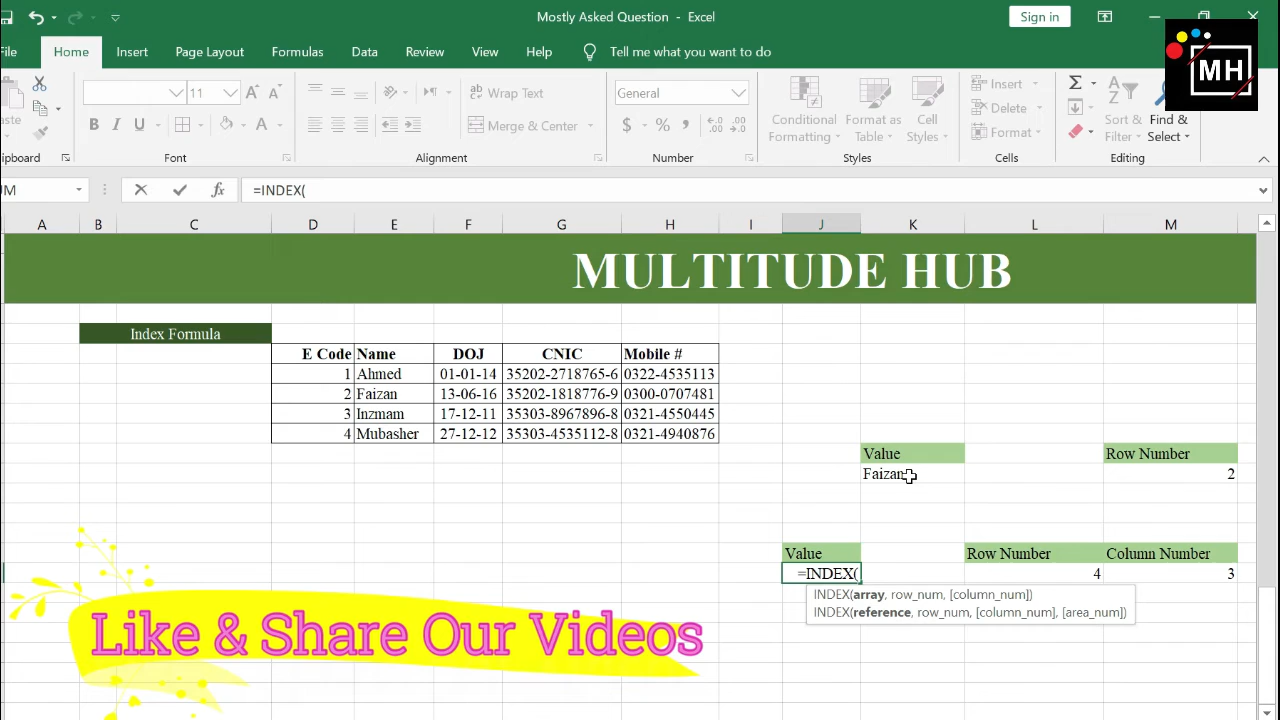 Mostly Asked Question - Excel
Sign in
MH
File Home Insert Page Layout Formulas Data Review View Help Tell me what you want to do
11 A A Wrap Text General Insert Σ
B I U A Merge & Center $ % , Conditional Formatting Format as Table Cell Styles Delete Format Sort & Filter Find & Select
Font Alignment Number Styles Cells Editing
fx =INDEX(
A B C D E F G H I J K L M
MULTITUDE HUB
Index Formula
E Code Name DOJ CNIC Mobile #
1 Ahmed 01-01-14 35202-2718765-6 0322-4535113
2 Faizan 13-06-16 35202-1818776-9 0300-0707481
3 Inzmam 17-12-11 35303-8967896-8 0321-4550445
4 Mubasher 27-12-12 35303-4535112-8 0321-4940876
Value Row Number
Faizan 2
Value Row Number Column Number
=INDEX( 4 3
INDEX(array, row_num, [column_num])
INDEX(reference, row_num, [column_num], [area_num])
Like & Share Our Videos